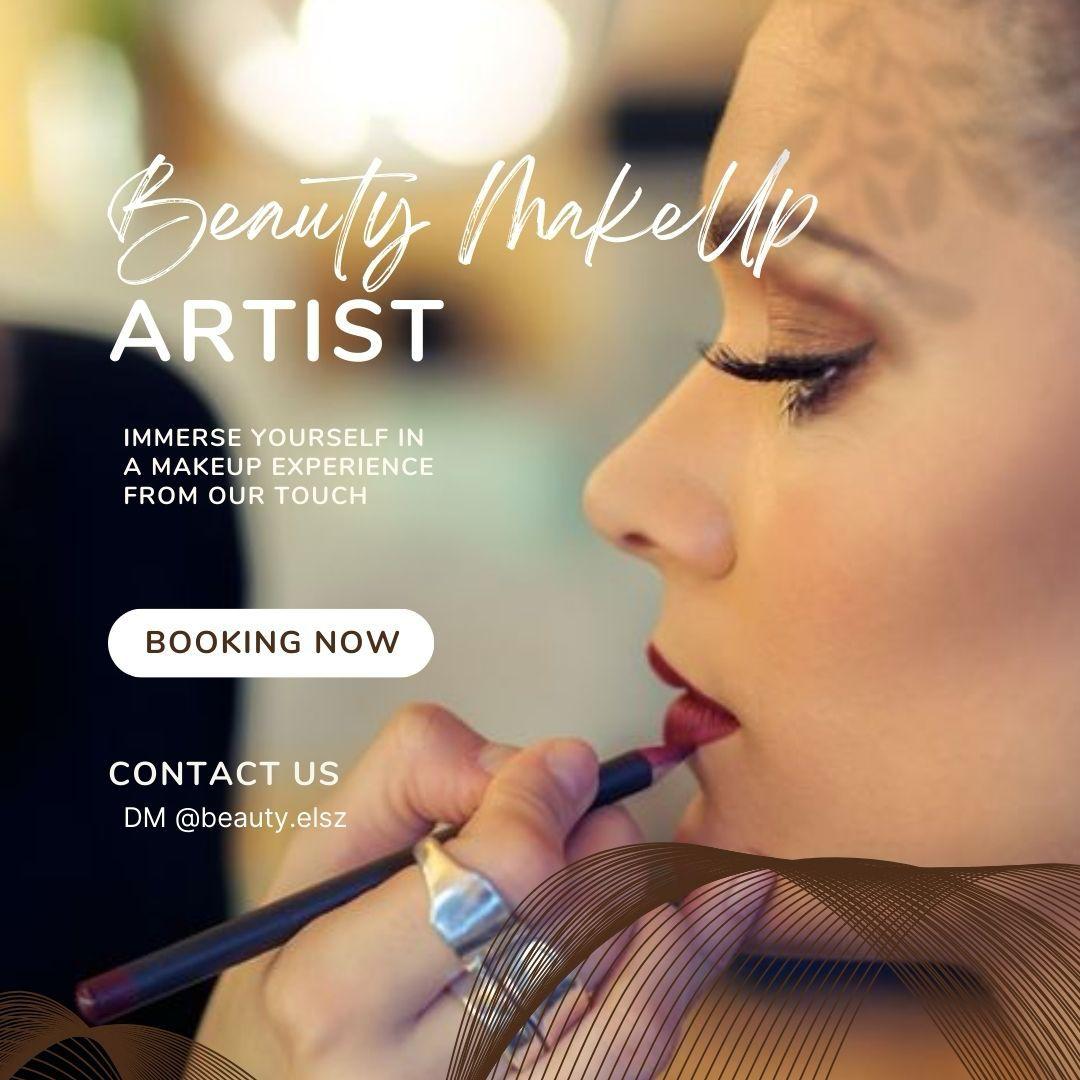 Beauty MakeUp
ARTIST
IMMERSE YOURSELF IN
A MAKEUP EXPERIENCE
FROM OUR TOUCH
BOOKING NOW
CONTACT US
DM @beauty.elsz